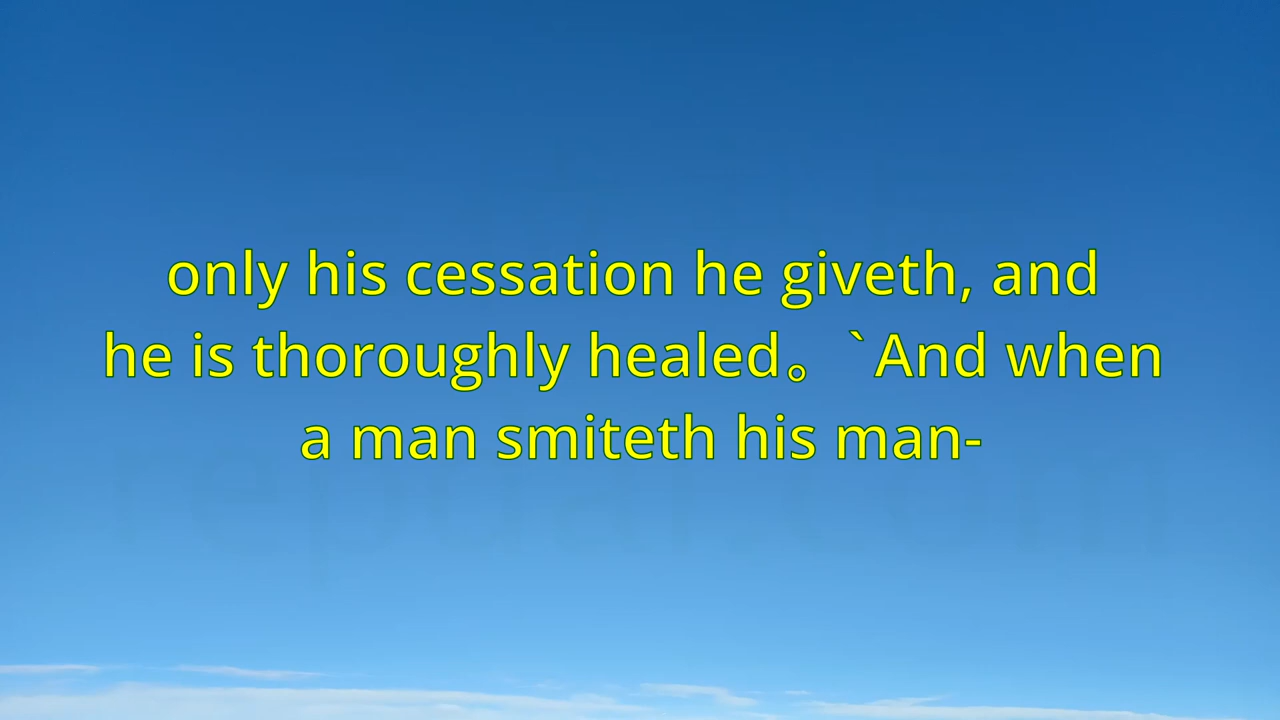 only his cessation he giveth, and
he is thoroughly healed。 `And when
a man smiteth his man-